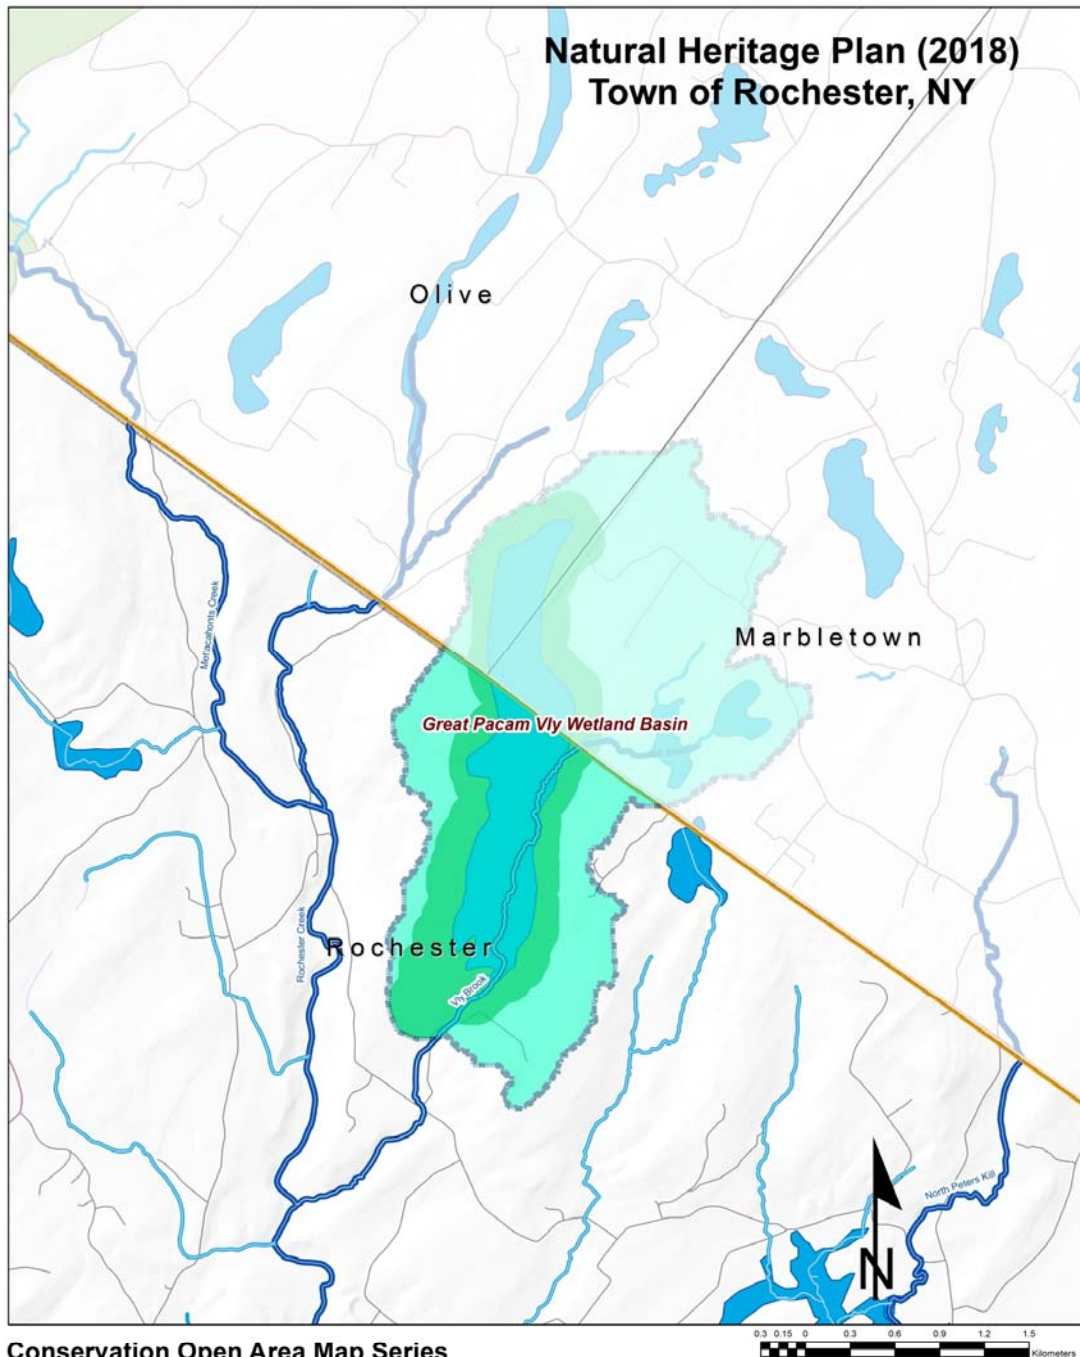 Natural Heritage Plan (2018)
Town of Rochester, NY
Olive
Metacahonts Creek
Marbletown
Great Pacam Vly Wetland Basin
Rochester Creek
Rochester
Vly Brook
North Peters Kill
N
0.3 0.15 0 0.3 0.6 0.9 1.2 1.5
Kilometers
Conservation Open Area Map Series